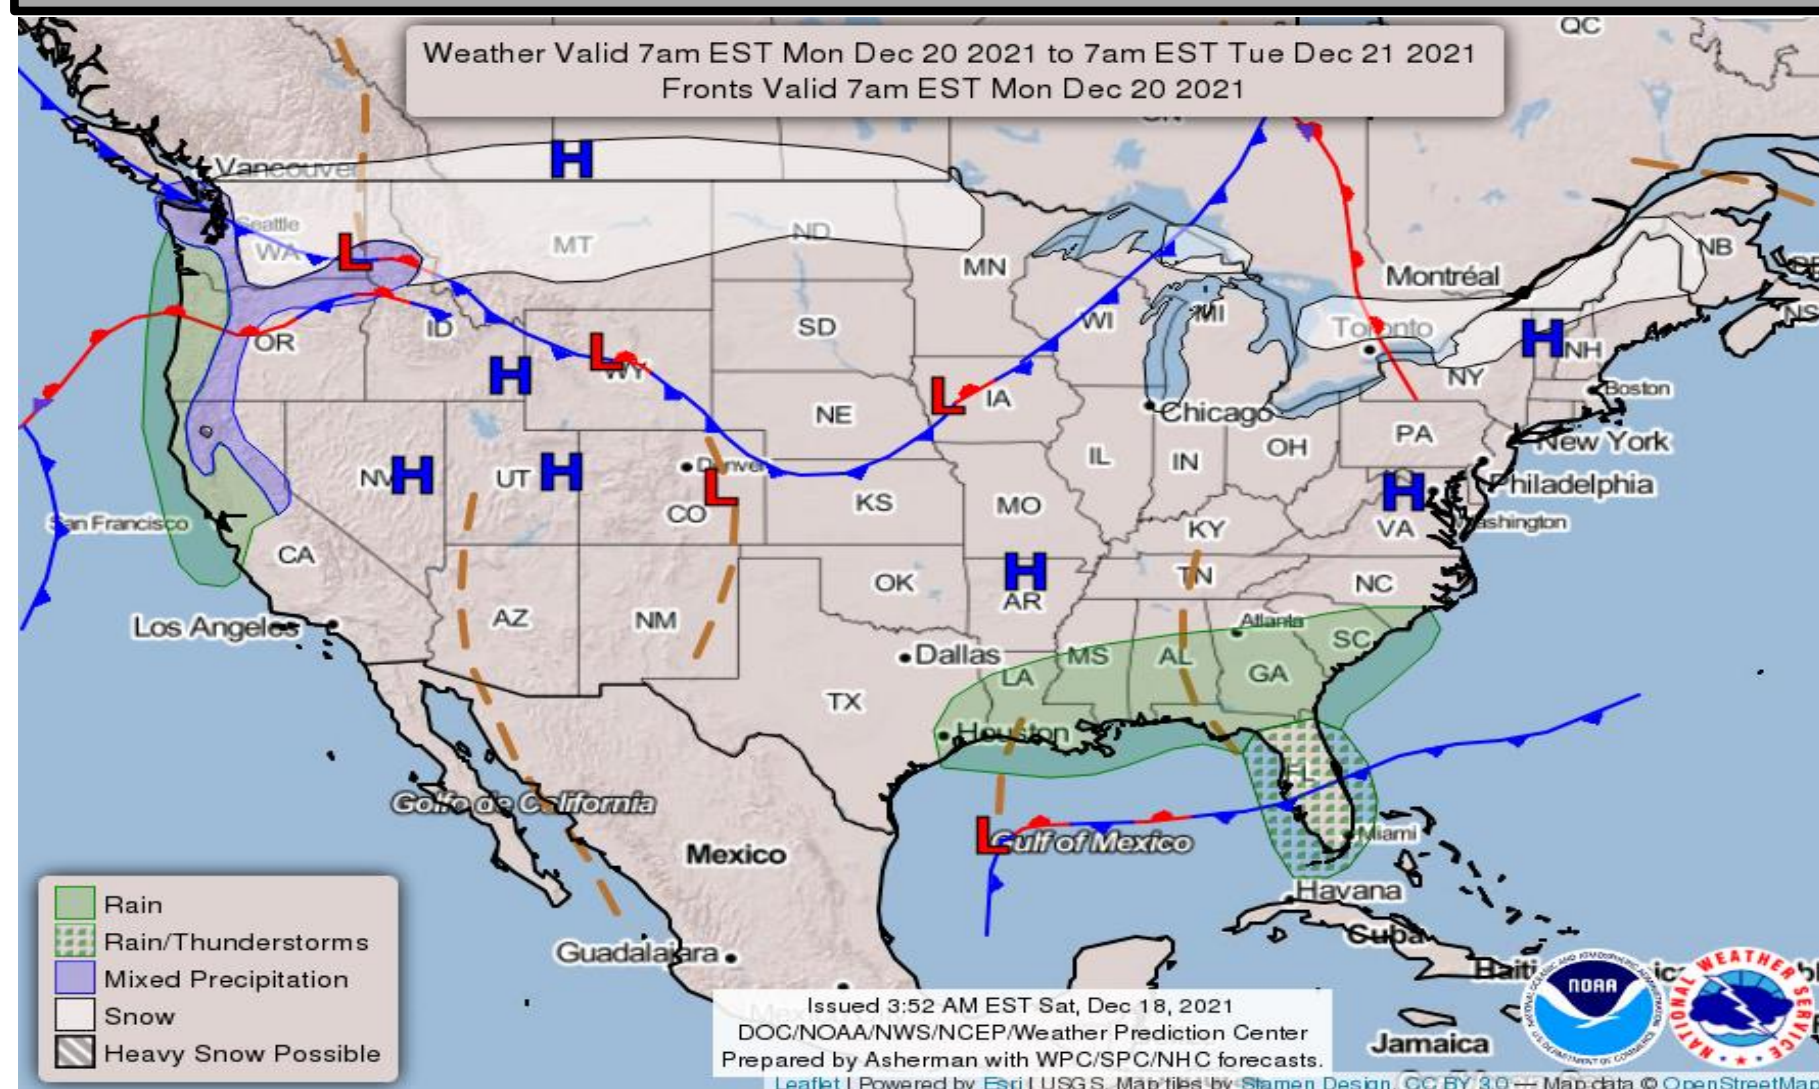 Weather Valid 7am EST Mon Dec 20 2021 to 7am EST Tue Dec 21 2021
Fronts Valid 7am EST Mon Dec 20 2021
QC
Vancouver
H
Seattle
WA
L
MT
ND
MN
Montréal
NB
NS
OR
ID
H
L
WY
SD
WI
MI
Toronto
NY
H
NH
Boston
NE
L
IA
Chicago
PA
New York
NV
H
UT
H
Denver
L
CO
KS
MO
IL
IN
OH
H
Philadelphia
KY
VA
Washington
San Francisco
CA
OK
H
AR
TN
NC
Los Angeles
AZ
NM
Dallas
MS
AL
Atlanta
GA
SC
LA
TX
Houston
FL
Golfo de California
Mexico
L
Gulf of Mexico
Miami
Havana
Cuba
Haiti
Jamaica
Guadalajara
Rain
Rain/Thunderstorms
Mixed Precipitation
Snow
Heavy Snow Possible
Issued 3:52 AM EST Sat, Dec 18, 2021
DOC/NOAA/NWS/NCEP/Weather Prediction Center
Prepared by Asherman with WPC/SPC/NHC forecasts.
Leaflet | Powered by Esri | USGS, Map tiles by Stamen Design, CC BY 3.0 — Map data © OpenStreetMap
NOAA
NATIONAL WEATHER SERVICE